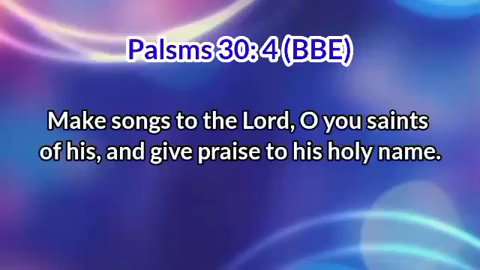 Palsms 30: 4 (BBE)
Make songs to the Lord, O you saints
of his, and give praise to his holy name.